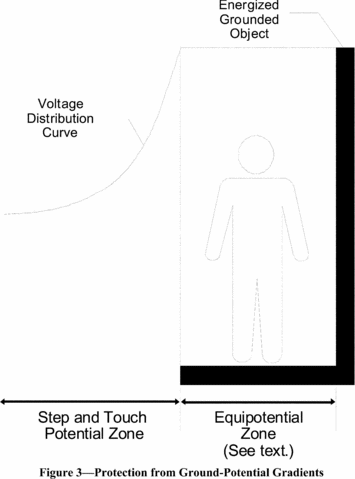 Energized
Grounded
Object
Voltage
Distribution
Curve
Step and Touch
Potential Zone
Equipotential
Zone
(See text.)
Figure 3—Protection from Ground-Potential Gradients